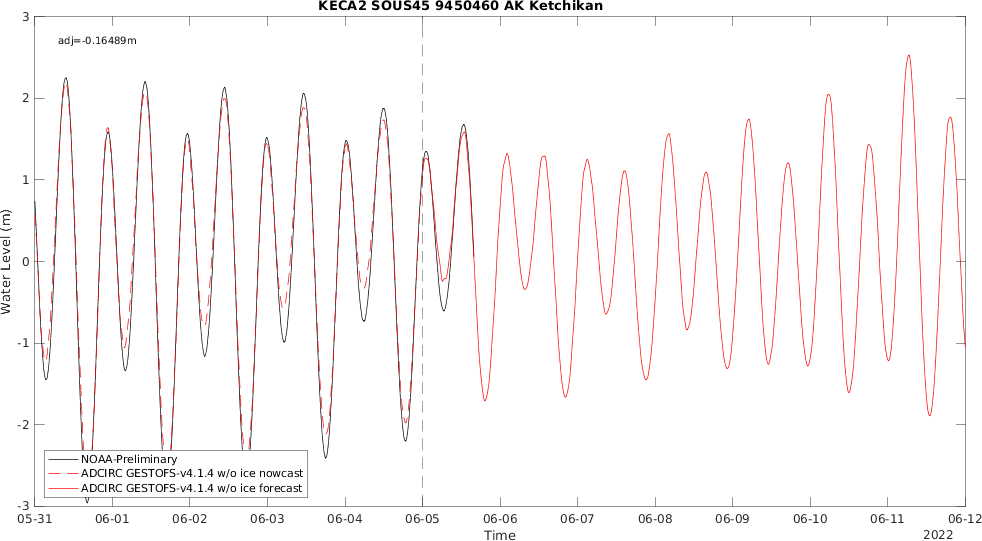 KECA2 SOUS45 9450460 AK Ketchikan
adj=-0.16489m
3
2
1
0
-1
-2
-3
Water Level (m)
NOAA-Preliminary
ADCIRC GESTOFS-v4.1.4 w/o ice nowcast
ADCIRC GESTOFS-v4.1.4 w/o ice forecast
05-31 06-01 06-02 06-03 06-04 06-05 06-06 06-07 06-08 06-09 06-10 06-11 06-12
Time
2022